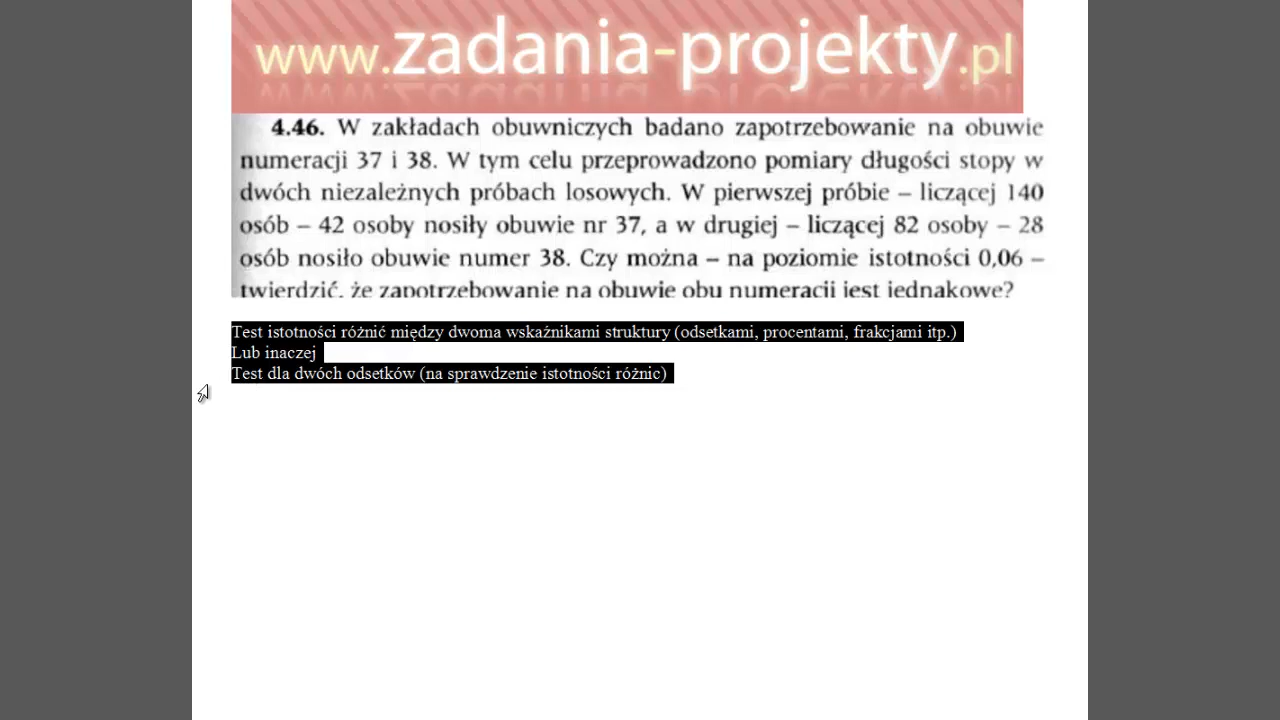 www.zadania-projekty.pl
4.46. W zakładach obuwniczych badano zapotrzebowanie na obuwie
numeracji 37 i 38. W tym celu przeprowadzono pomiary długości stopy w
dwóch niezależnych próbach losowych. W pierwszej próbie – liczącej 140
osób – 42 osoby nosiły obuwie nr 37, a w drugiej – liczącej 82 osoby – 28
osób nosiło obuwie numer 38. Czy można – na poziomie istotności 0,06 –
twierdzić, że zapotrzebowanie na obuwie obu numeracji jest jednakowe?
Test istotności różnić między dwoma wskaźnikami struktury (odsetkami, procentami, frakcjami itp.)
Lub inaczej
Test dla dwóch odsetków (na sprawdzenie istotności różnic)